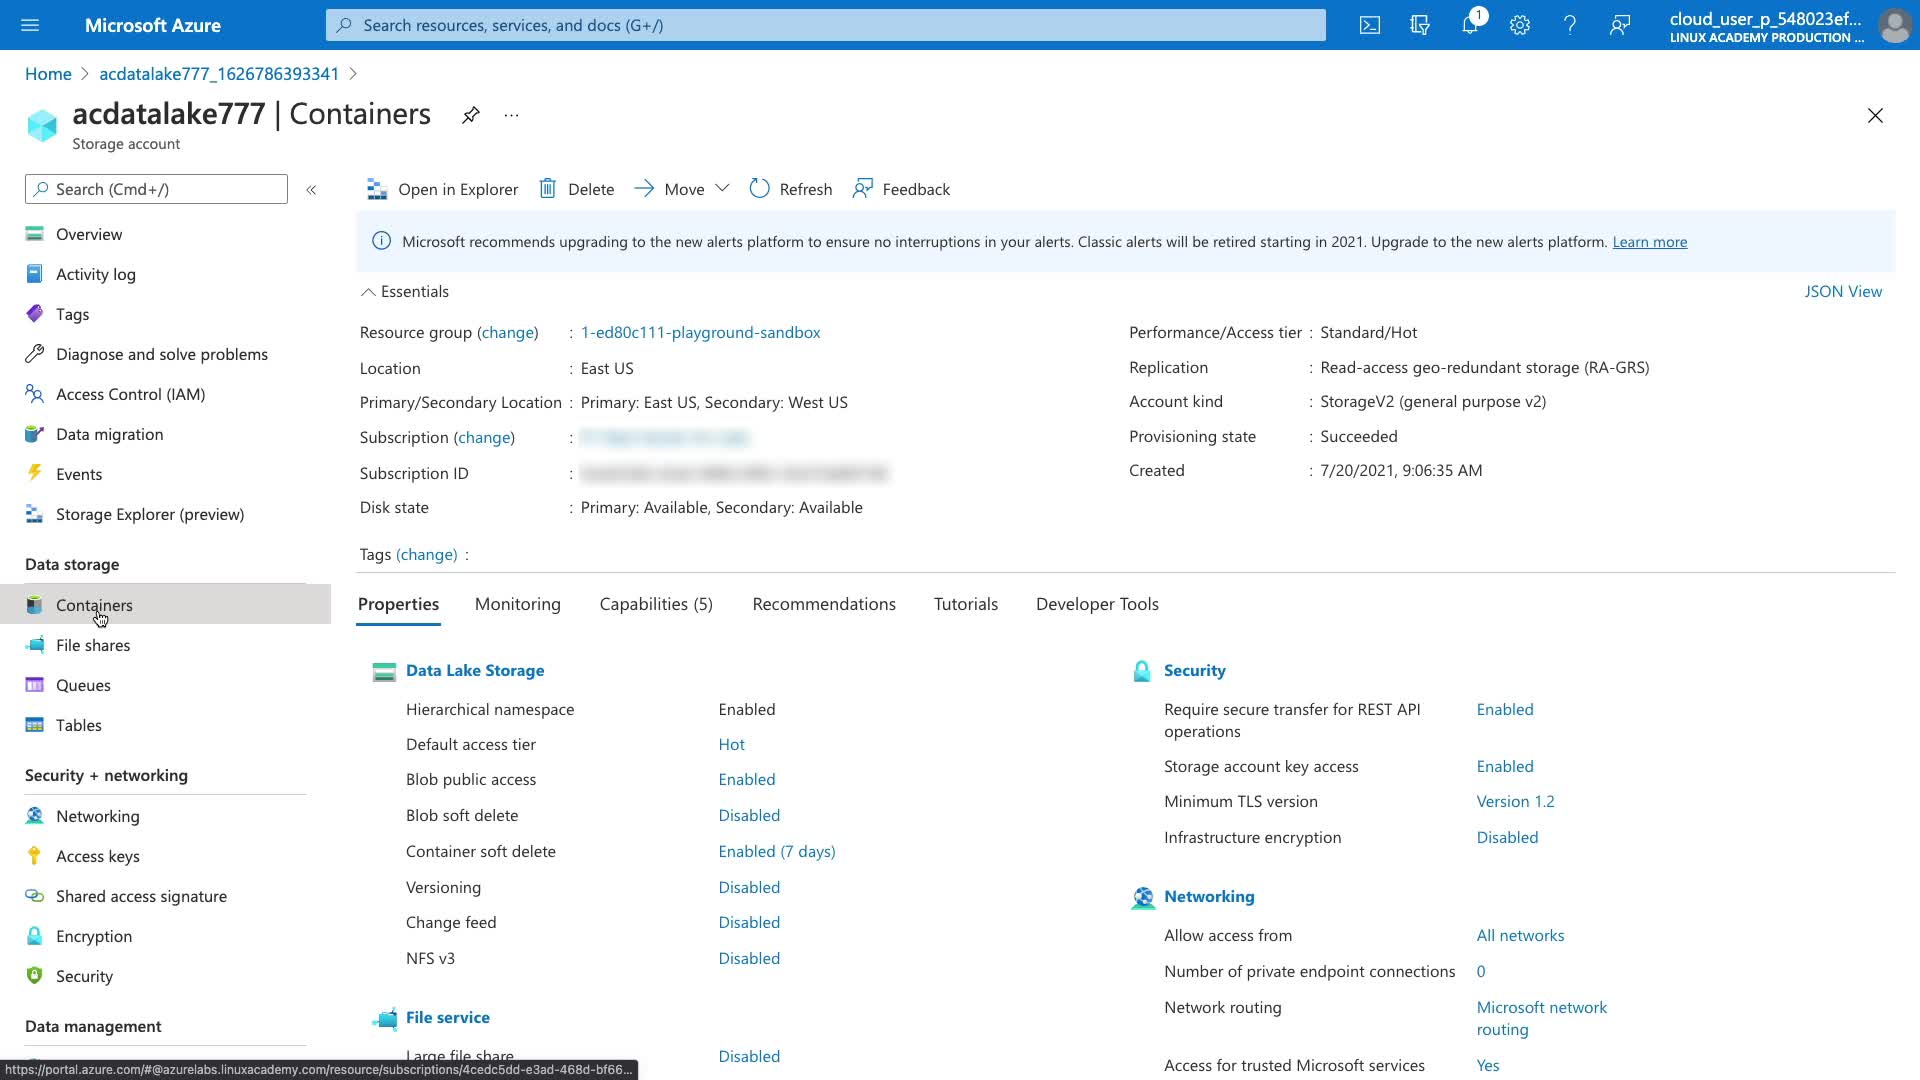 Microsoft Azure
Search resources, services, and docs (G+/)
1
cloud_user_p_548023ef...
LINUX ACADEMY PRODUCTION ...
Home > acdatalake777_1626786393341 >
acdatalake777 | Containers ...
Storage account
Search (Cmd+/)
«
Open in Explorer
Delete
Move
Refresh
Feedback
Microsoft recommends upgrading to the new alerts platform to ensure no interruptions in your alerts. Classic alerts will be retired starting in 2021. Upgrade to the new alerts platform. Learn more
Overview
Activity log
Tags
Diagnose and solve problems
Access Control (IAM)
Data migration
Events
Storage Explorer (preview)
Data storage
Containers
File shares
Queues
Tables
Security + networking
Networking
Access keys
Shared access signature
Encryption
Security
Data management
Essentials
JSON View
Resource group (change) : 1-ed80c111-playground-sandbox
Location : East US
Primary/Secondary Location : Primary: East US, Secondary: West US
Subscription (change) :
Subscription ID :
Disk state : Primary: Available, Secondary: Available
Performance/Access tier : Standard/Hot
Replication : Read-access geo-redundant storage (RA-GRS)
Account kind : StorageV2 (general purpose v2)
Provisioning state : Succeeded
Created : 7/20/2021, 9:06:35 AM
Tags (change) :
Properties
Monitoring
Capabilities (5)
Recommendations
Tutorials
Developer Tools
Data Lake Storage
Hierarchical namespace Enabled
Default access tier Hot
Blob public access Enabled
Blob soft delete Disabled
Container soft delete Enabled (7 days)
Versioning Disabled
Change feed Disabled
NFS v3 Disabled
File service
Large file share Disabled
Security
Require secure transfer for REST API Enabled
operations
Storage account key access Enabled
Minimum TLS version Version 1.2
Infrastructure encryption Disabled
Networking
Allow access from All networks
Number of private endpoint connections 0
Network routing Microsoft network
routing
Access for trusted Microsoft services Yes
https://portal.azure.com/#@azurelabs.linuxacademy.com/resource/subscriptions/4cedc5dd-e3ad-468d-bf66...